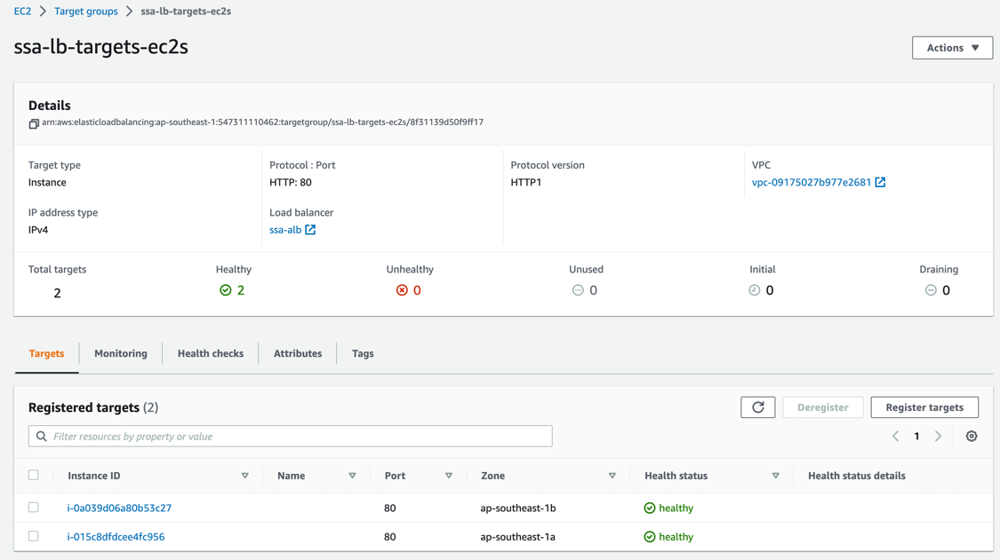 EC2 > Target groups > ssa-lb-targets-ec2s
ssa-lb-targets-ec2s
Actions
Details
arn:aws:elasticloadbalancing:ap-southeast-1:547311110462:targetgroup/ssa-lb-targets-ec2s/8f31139d50f9ff17
Target type Protocol : Port Protocol version VPC
Instance HTTP: 80 HTTP1 vpc-09175027b977e2681
IP address type Load balancer
IPv4 ssa-alb
Total targets Healthy Unhealthy Unused Initial Draining
2 2 0 0 0 0
Targets Monitoring Health checks Attributes Tags
Registered targets (2) Deregister Register targets
Filter resources by property or value 1
Instance ID Name Port Zone Health status Health status details
i-0a039d06a80b53c27 80 ap-southeast-1b healthy
i-015c8dfdcee4fc956 80 ap-southeast-1a healthy